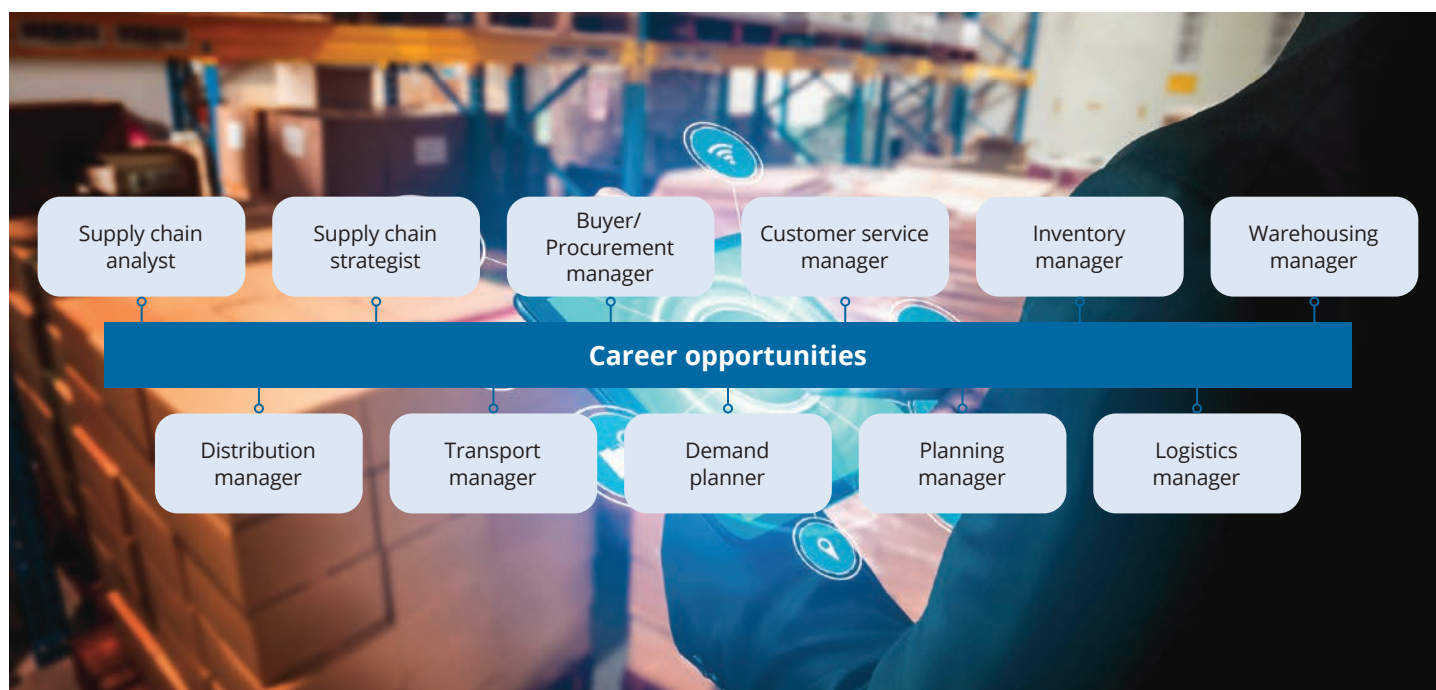 Supply chain
analyst
Supply chain
strategist
Buyer/
Procurement
manager
Customer service
manager
Inventory
manager
Warehousing
manager
Career opportunities
Distribution
manager
Transport
manager
Demand
planner
Planning
manager
Logistics
manager